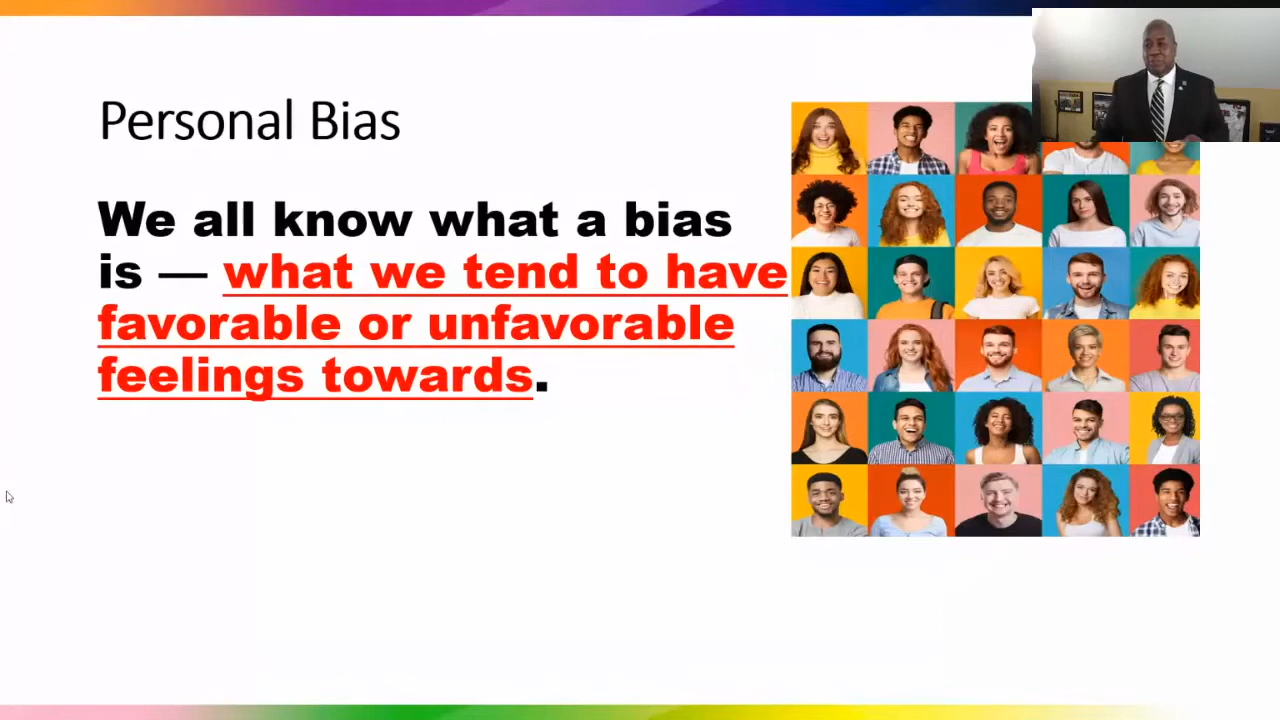 Personal Bias
We all know what a bias
is — what we tend to have
favorable or unfavorable
feelings towards.